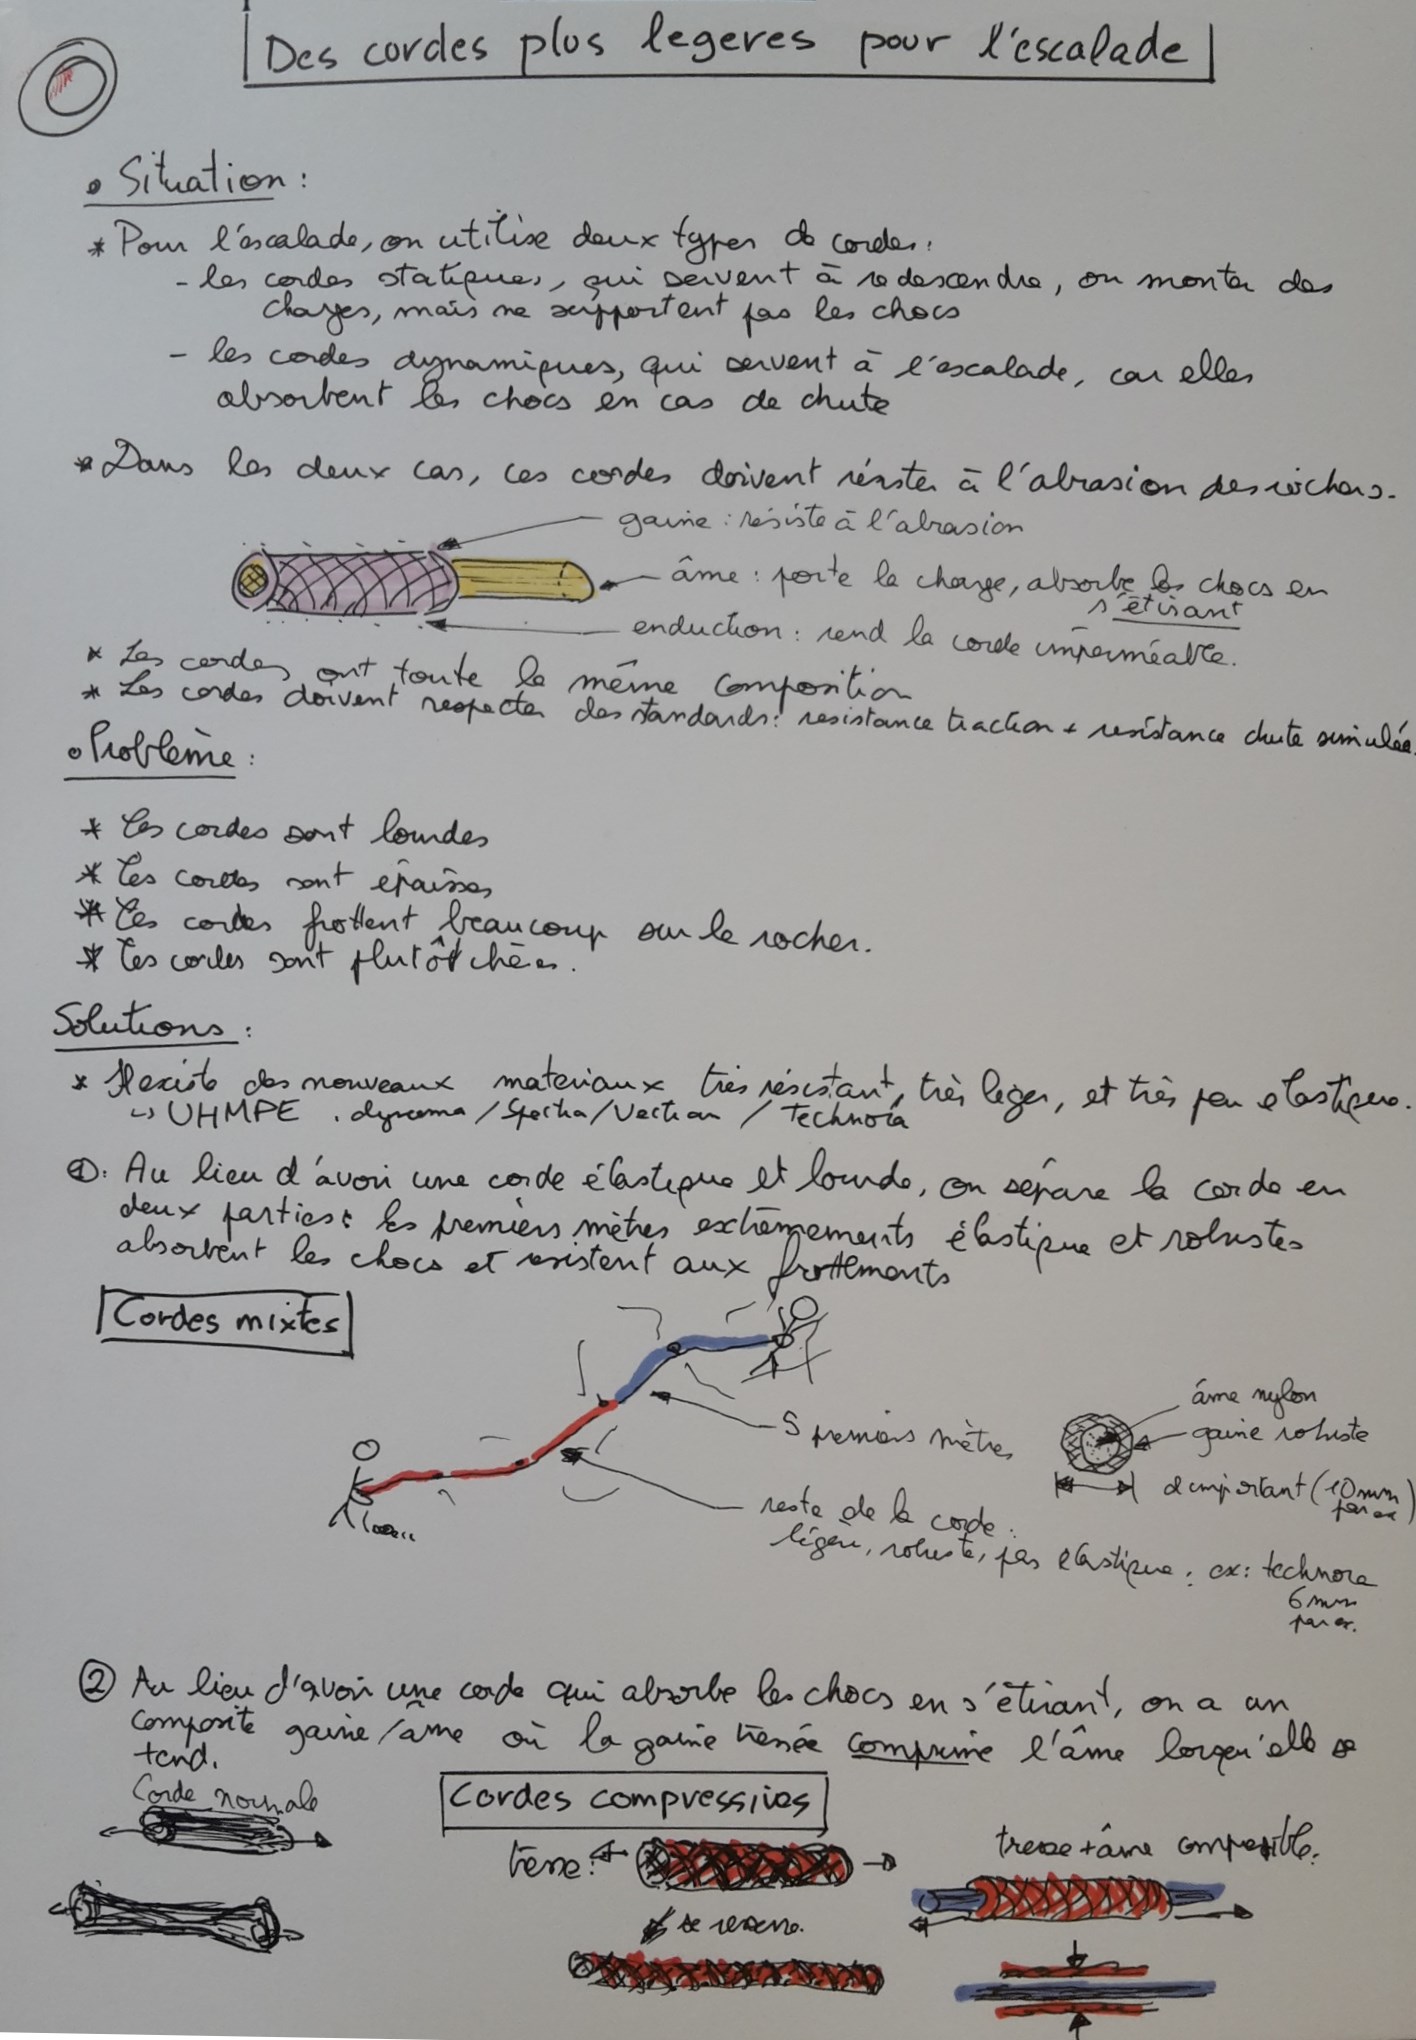 Des cordes plus legeres pour l'escalade
• Situation :
* Pour l'escalade, on utilise deux types de cordes :
- les cordes statiques, qui servent à redescendre, ou monter des
charges, mais ne supportent pas les chocs
- les cordes dynamiques, qui servent à l'escalade, car elles
absorbent les chocs en cas de chute
* Dans les deux cas, ces cordes doivent résister à l'abrasion des rochers.
gaine : résiste à l'abrasion
âme : porte la charge, absorbe les chocs en
s'étirant
enduction : rend la corde imperméable.
* Les cordes ont toute la même composition
* Les cordes doivent respecter des standards : resistance traction + resistance chute simulée
• Problème :
* Les cordes sont lourdes
* Les cordes sont épaisses
* Les cordes frottent beaucoup sur le rocher.
* Les cordes sont plutôt chères.
Solutions :
* Il existe des nouveaux materiaux très résistant, très leger, et très peu elastiques.
↳ UHMPE . dyneema / Spectra / Vectran / Technora
①. Au lieu d'avoir une corde élastique et lourde, on sépare la corde en
deux parties : les premiers mètres extrêmements élastique et robustes
absorbent les chocs et resistent aux frottements
Cordes mixtes
5 premiers mètres
âme nylon
gaine robuste
d important (10mm
par ex)
reste de la corde :
légère, robuste, pas élastique : ex : technora
6mm
par ex.
② Au lieu d'avoir une corde qui absorbe les chocs en s'étirant, on a un
composite gaine/âme où la gaine tressée comprime l'âme lorsqu'elle se
tend.
Corde normale
Cordes compressives
tresse :
se resserre.
tresse + âme compressible.